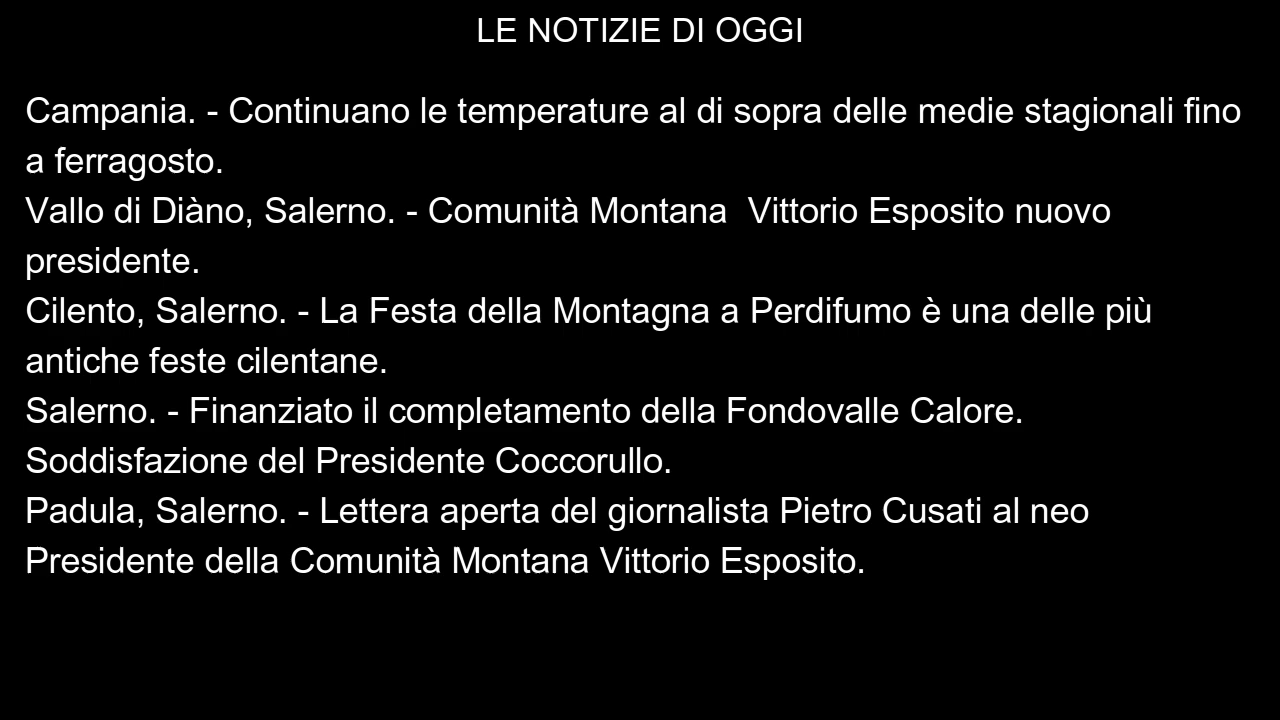 LE NOTIZIE DI OGGI
Campania. - Continuano le temperature al di sopra delle medie stagionali fino
a ferragosto.
Vallo di Diàno, Salerno. - Comunità Montana  Vittorio Esposito nuovo
presidente.
Cilento, Salerno. - La Festa della Montagna a Perdifumo è una delle più
antiche feste cilentane.
Salerno. - Finanziato il completamento della Fondovalle Calore.
Soddisfazione del Presidente Coccorullo.
Padula, Salerno. - Lettera aperta del giornalista Pietro Cusati al neo
Presidente della Comunità Montana Vittorio Esposito.